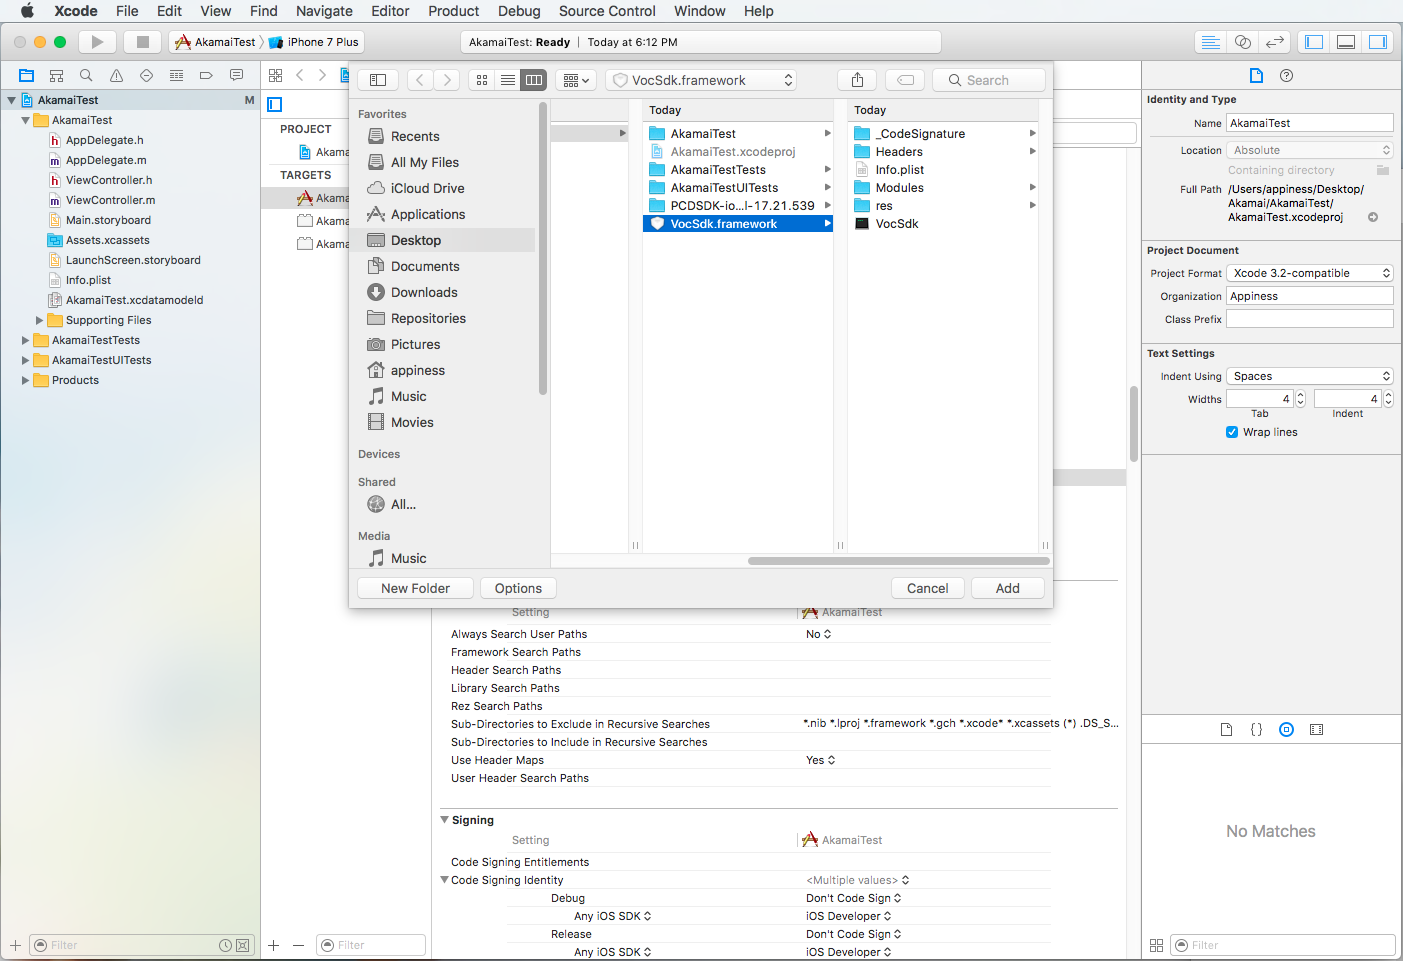 Xcode File Edit View Find Navigate Editor Product Debug Source Control Window Help
AkamaiTest iPhone 7 Plus
AkamaiTest: Ready | Today at 6:12 PM
AkamaiTest M
AkamaiTest
AppDelegate.h
AppDelegate.m
ViewController.h
ViewController.m
Main.storyboard
Assets.xcassets
LaunchScreen.storyboard
Info.plist
AkamaiTest.xcdatamodeld
Supporting Files
AkamaiTestTests
AkamaiTestUITests
Products
Filter
PROJECT
Akama
TARGETS
Akama
Akama
Akama
Filter
VocSdk.framework
Search
Favorites
Recents
All My Files
iCloud Drive
Applications
Desktop
Documents
Downloads
Repositories
Pictures
appiness
Music
Movies
Devices
Shared
All...
Media
Music
Today
AkamaiTest
AkamaiTest.xcodeproj
AkamaiTestTests
AkamaiTestUITests
PCDSDK-io...l-17.21.539
VocSdk.framework
Today
_CodeSignature
Headers
Info.plist
Modules
res
VocSdk
New Folder Options Cancel Add
Setting AkamaiTest
Always Search User Paths No
Framework Search Paths
Header Search Paths
Library Search Paths
Rez Search Paths
Sub-Directories to Exclude in Recursive Searches *.nib *.lproj *.framework *.gch *.xcode* *.xcassets (*) .DS_S...
Sub-Directories to Include in Recursive Searches
Use Header Maps Yes
User Header Search Paths
Signing
Setting AkamaiTest
Code Signing Entitlements
Code Signing Identity <Multiple values>
Debug Don't Code Sign
Any iOS SDK iOS Developer
Release Don't Code Sign
Any iOS SDK iOS Developer
Identity and Type
Name AkamaiTest
Location Absolute
Containing directory
Full Path /Users/appiness/Desktop/
Akamai/AkamaiTest/
AkamaiTest.xcodeproj
Project Document
Project Format Xcode 3.2-compatible
Organization Appiness
Class Prefix
Text Settings
Indent Using Spaces
Widths 4 4
Tab Indent
Wrap lines
{}
No Matches
Filter